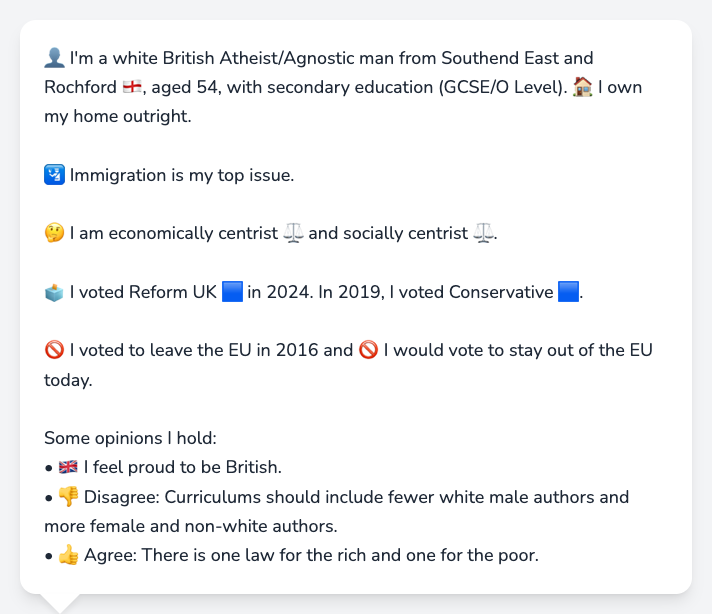 👤 I'm a white British Atheist/Agnostic man from Southend East and
Rochford 🏴󠁧󠁢󠁥󠁮󠁧󠁿, aged 54, with secondary education (GCSE/O Level). 🏠 I own
my home outright.
🛂 Immigration is my top issue.
🤔 I am economically centrist ⚖️ and socially centrist ⚖️.
🗳️ I voted Reform UK 🟦 in 2024. In 2019, I voted Conservative 🟦.
🚫 I voted to leave the EU in 2016 and 🚫 I would vote to stay out of the EU
today.
Some opinions I hold:
• 🇬🇧 I feel proud to be British.
• 👎 Disagree: Curriculums should include fewer white male authors and
more female and non-white authors.
• 👍 Agree: There is one law for the rich and one for the poor.